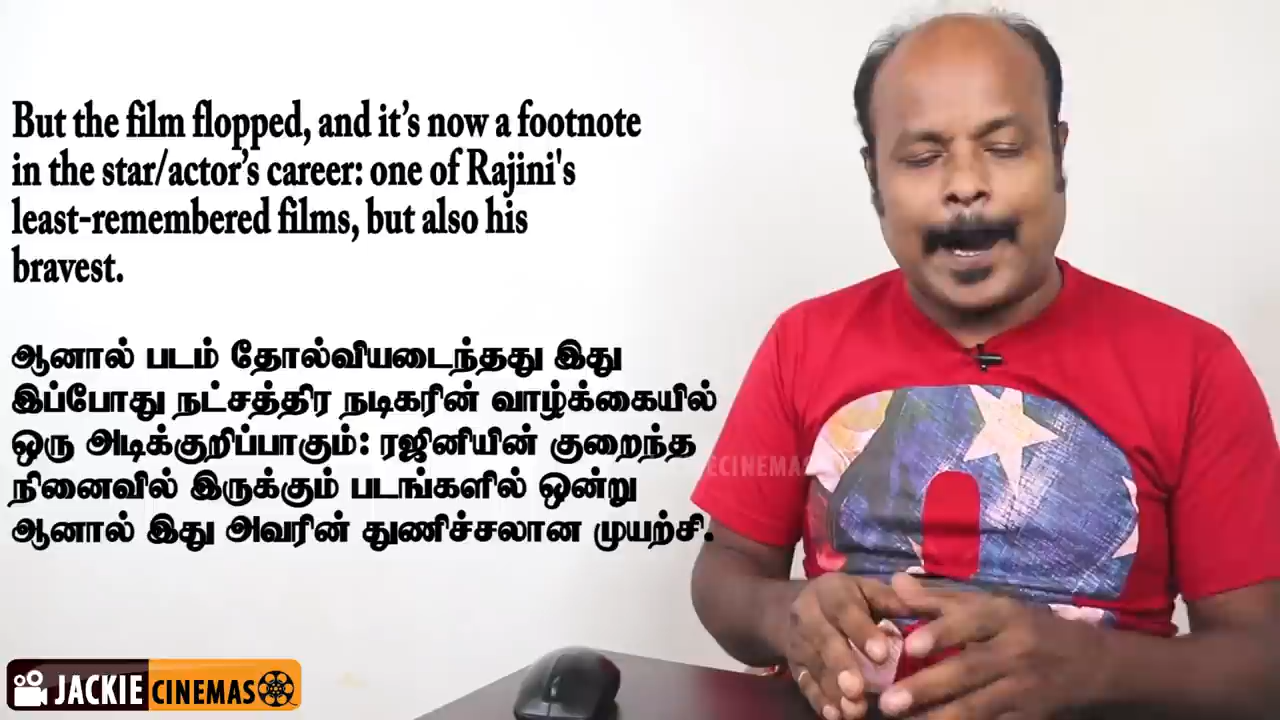 But the film flopped, and it's now a footnote
in the star/actor's career: one of Rajini's
least-remembered films, but also his
bravest.
ஆனால் படம் தோல்வியடைந்தது இது
இப்போது நட்சத்திர நடிகரின் வாழ்க்கையில்
ஒரு அடிக்குறிப்பாகும்: ரஜினியின் குறைந்த
நினைவில் இருக்கும் படங்களில் ஒன்று
ஆனால் இது அவரின் துணிச்சலான முயற்சி.
ECINEMAS
JACKIE CINEMAS